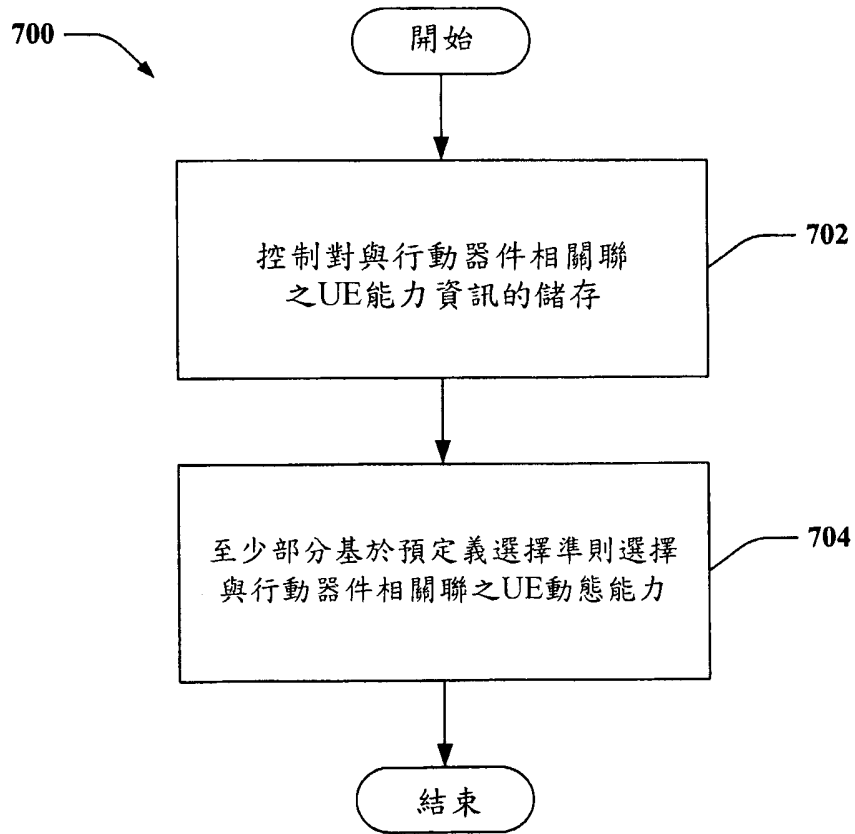 700
開始
控制對與行動器件相關聯
之UE能力資訊的儲存
702
至少部分基於預定義選擇準則選擇
與行動器件相關聯之UE動態能力
704
結束